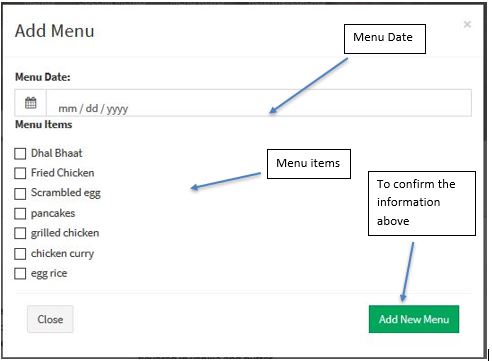 Add Menu
×
Menu Date
Menu Date:
mm / dd / yyyy
Menu Items
Dhal Bhaat
Fried Chicken
Scrambled egg
pancakes
grilled chicken
chicken curry
egg rice
Menu items
To confirm the
information
above
Close
Add New Menu